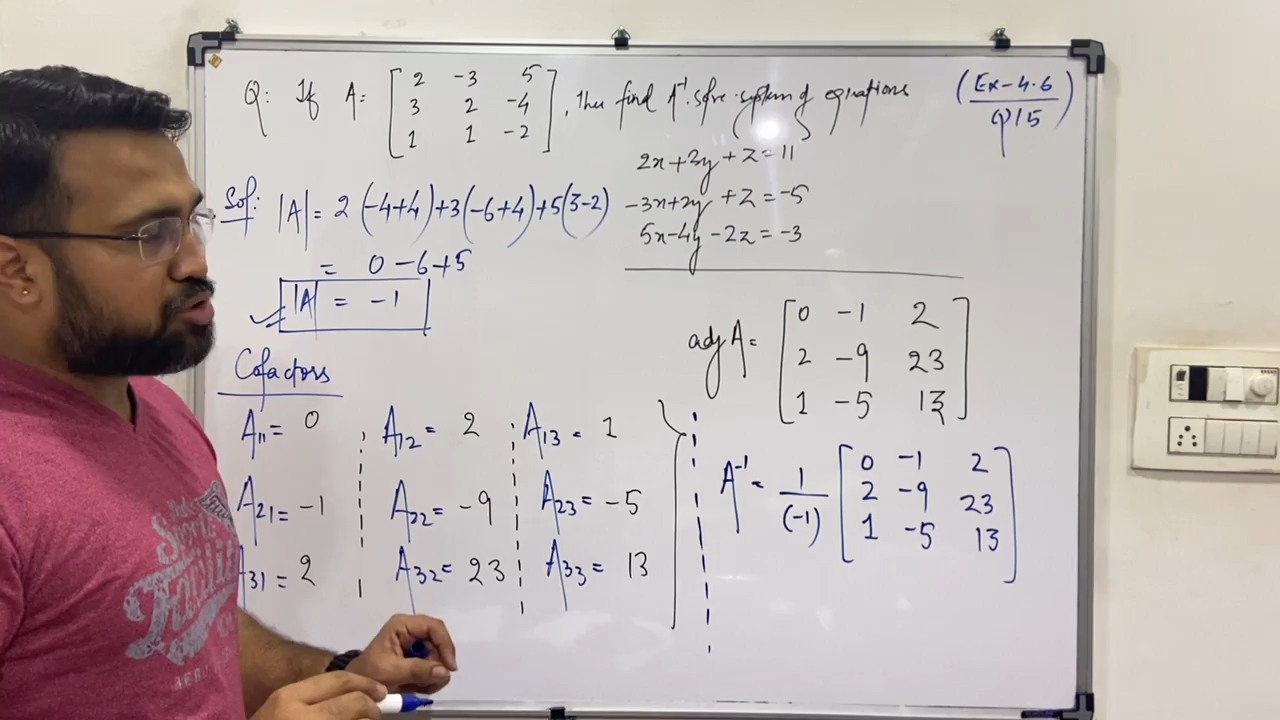 Q: If A= [ 2 -3 5
3 2 -4
1 1 -2 ], then find A⁻¹. solve system of equations
(Ex-4.6
Q15)
2x+3y+z=11
-3x+2y+z=-5
5x-4y-2z=-3
Sol: |A|= 2(-4+4)+3(-6+4)+5(3-2)
= 0-6+5
|A| = -1
Cofactors
A11= 0 A12= 2 A13= 1
A21= -1 A22= -9 A23= -5
A31= 2 A32= 23 A33= 13
adj A= [ 0 -1 2
2 -9 23
1 -5 13 ]
A⁻¹= 1/(-1) [ 0 -1 2
2 -9 23
1 -5 13 ]